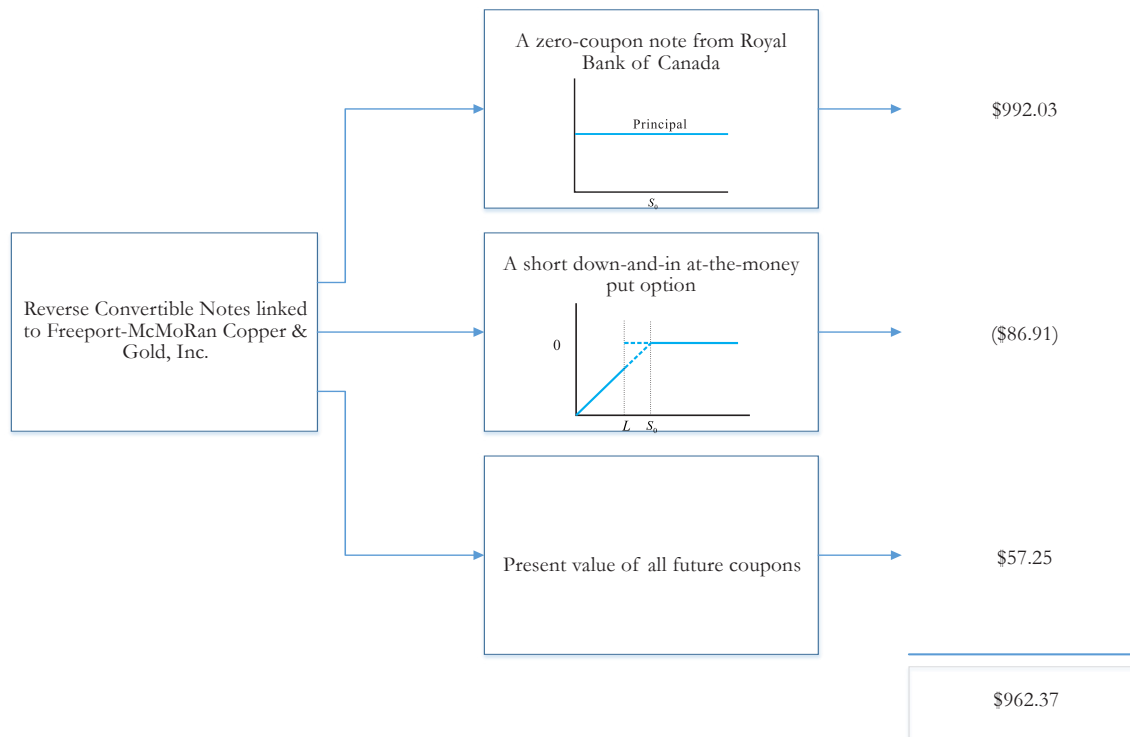 A zero-coupon note from Royal
Bank of Canada
Principal
S₀
$992.03
Reverse Convertible Notes linked
to Freeport-McMoRan Copper &
Gold, Inc.
A short down-and-in at-the-money
put option
0
L S₀
($86.91)
Present value of all future coupons
$57.25
$962.37